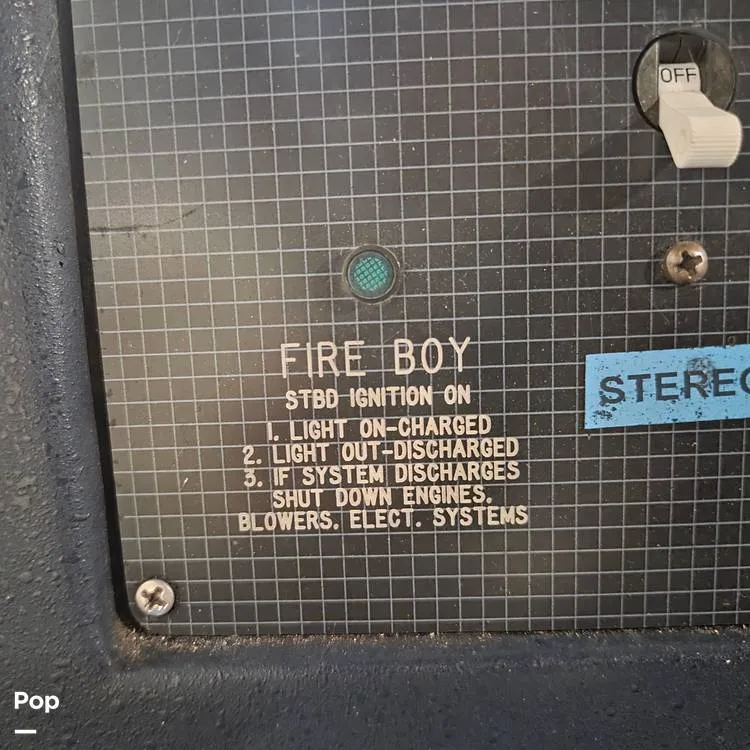 OFF
FIRE BOY
STBD IGNITION ON
1. LIGHT ON-CHARGED
2. LIGHT OUT-DISCHARGED
3. IF SYSTEM DISCHARGES
SHUT DOWN ENGINES.
BLOWERS. ELECT. SYSTEMS
STEREO
Pop